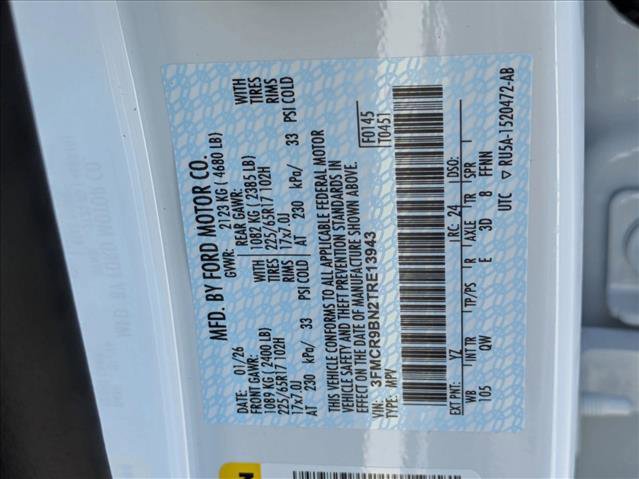 MFD. BY FORD MOTOR CO.
DATE: 01/26
GVWR: 2123 KG ( 4680 LB)
FRONT GAWR: 1089 KG ( 2400 LB)
REAR GAWR: 1082 KG ( 2385 LB)
225/65R17 102H
225/65R17 102H
WITH TIRES
17x7.0J
17x7.0J
RIMS
AT 230 kPa/ 33 PSI COLD
AT 230 kPa/ 33 PSI COLD
THIS VEHICLE CONFORMS TO ALL APPLICABLE FEDERAL MOTOR
VEHICLE SAFETY AND THEFT PREVENTION STANDARDS IN
EFFECT ON THE DATE OF MANUFACTURE SHOWN ABOVE.
VIN: 3FMCR9BN2TRE13943
TYPE: MPV
F0145
T0451
EXT PNT: YZ RC: 24 DSO:
WB INT TR TP/PS R AXLE TR SPR
105 QW E 3D 8 FFNN
UTC ▽ RU5A-1520472-AB